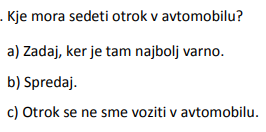 . Kje mora sedeti otrok v avtomobilu?
a) Zadaj, ker je tam najbolj varno.
b) Spredaj.
c) Otrok se ne sme voziti v avtomobilu.